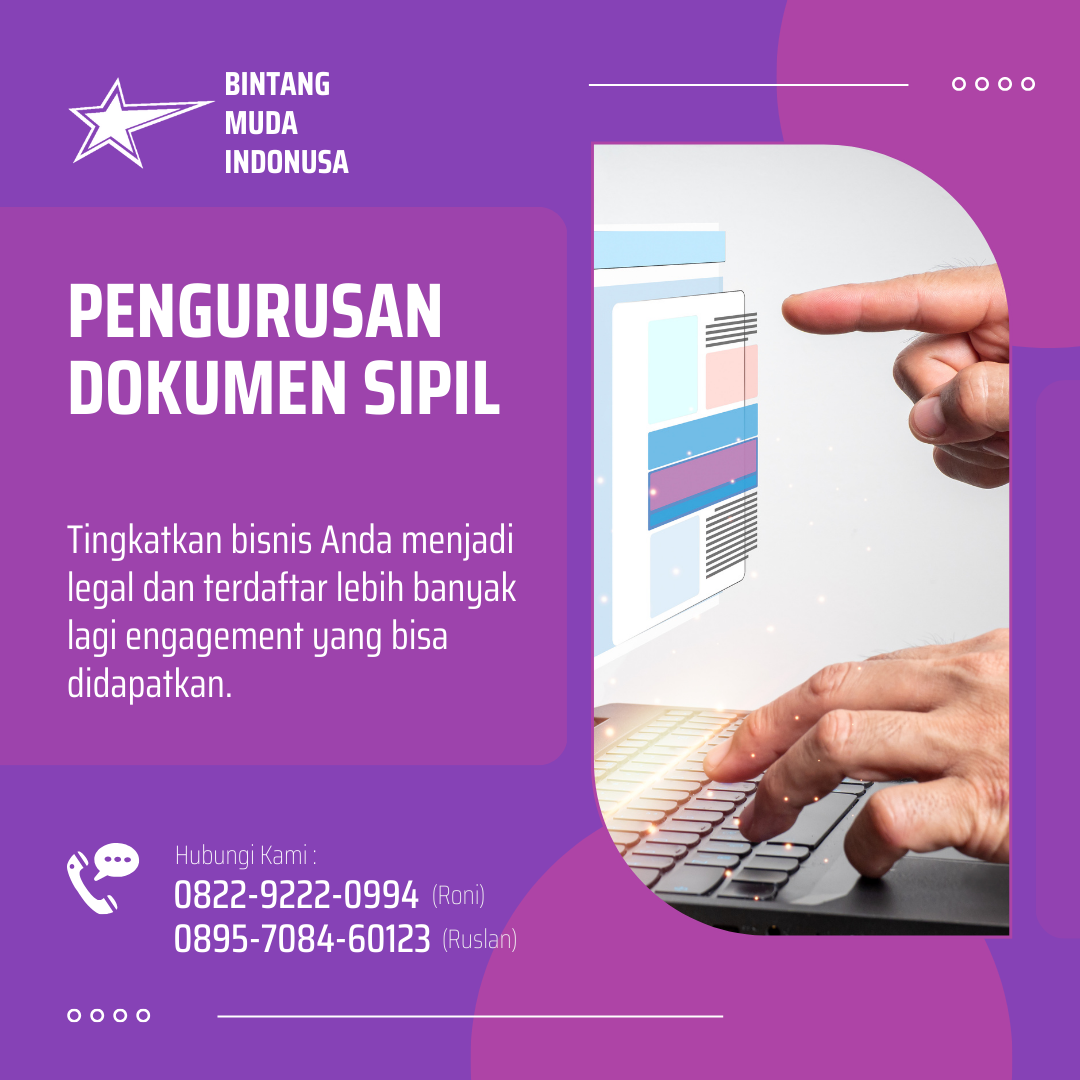 BINTANG
MUDA
INDONUSA
PENGURUSAN
DOKUMEN SIPIL
Tingkatkan bisnis Anda menjadi
legal dan terdaftar lebih banyak
lagi engagement yang bisa
didapatkan.
Hubungi Kami :
0822-9222-0994 (Roni)
0895-7084-60123 (Ruslan)